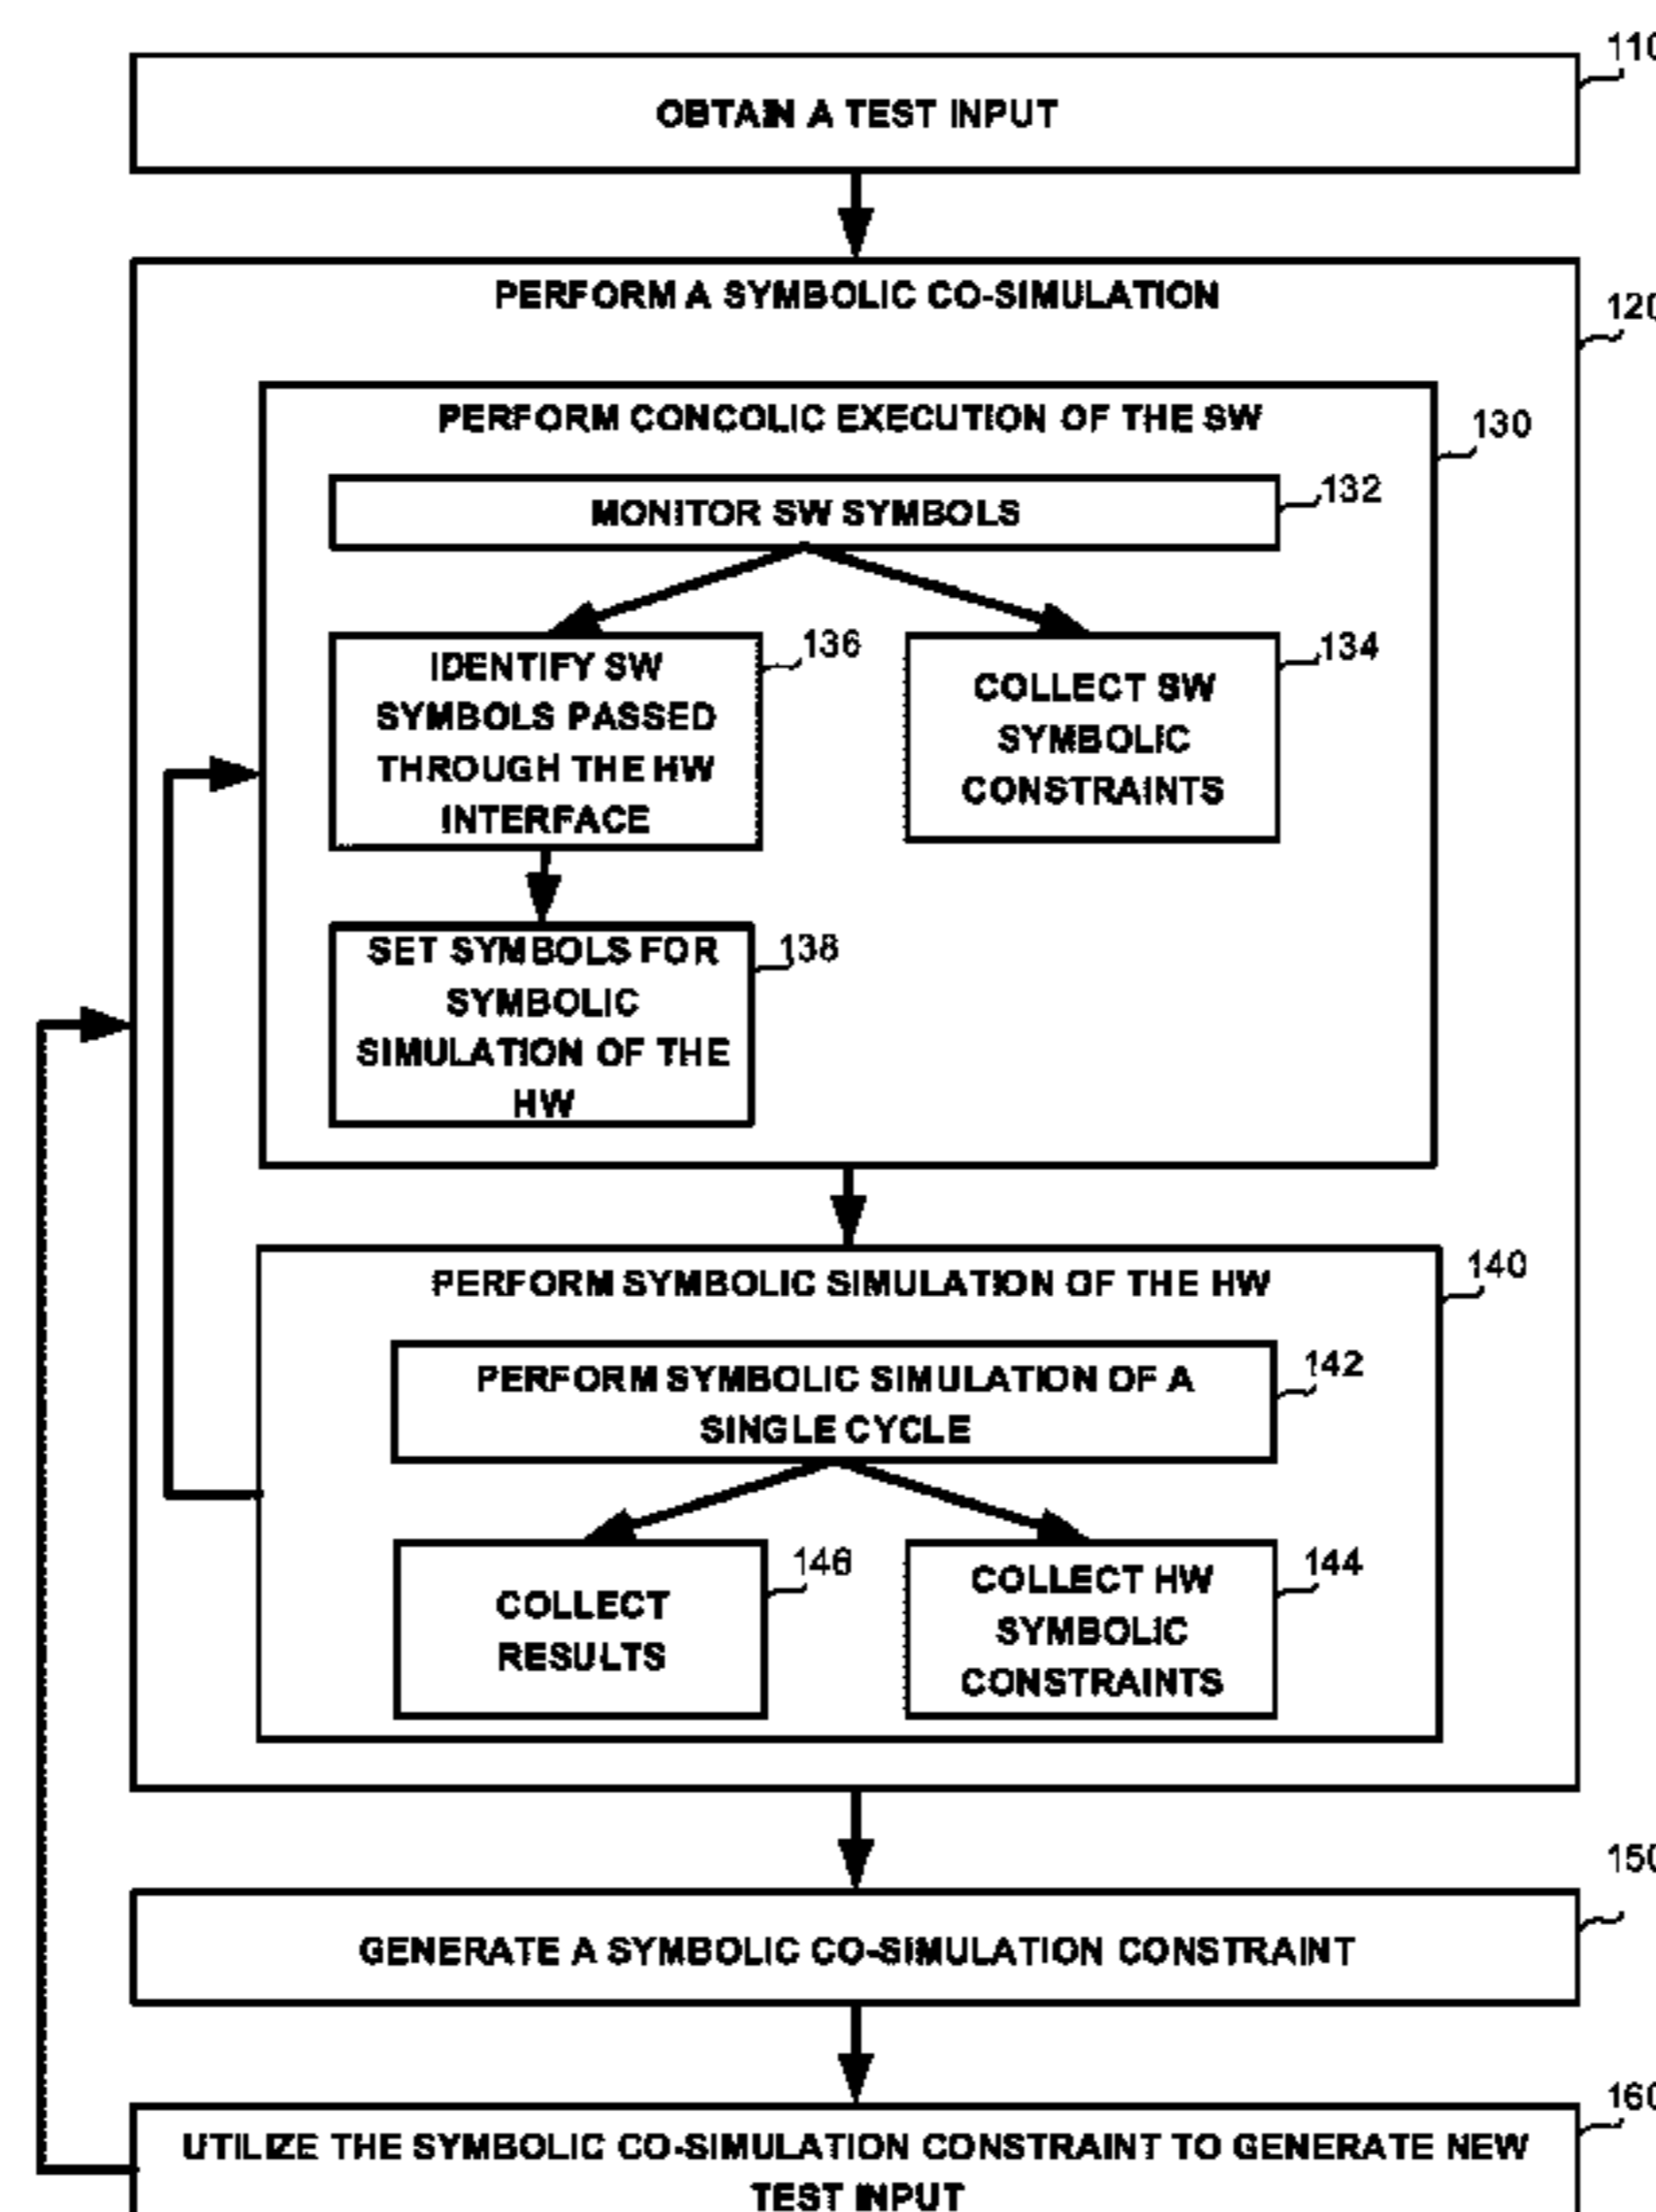 110
OBTAIN A TEST INPUT
PERFORM A SYMBOLIC CO-SIMULATION
120
PERFORM CONCOLIC EXECUTION OF THE SW
130
MONITOR SW SYMBOLS
132
IDENTIFY SW
SYMBOLS PASSED
THROUGH THE HW
INTERFACE
136
COLLECT SW
SYMBOLIC
CONSTRAINTS
134
SET SYMBOLS FOR
SYMBOLIC
SIMULATION OF THE
HW
138
PERFORM SYMBOLIC SIMULATION OF THE HW
140
PERFORM SYMBOLIC SIMULATION OF A
SINGLE CYCLE
142
COLLECT
RESULTS
146
COLLECT HW
SYMBOLIC
CONSTRAINTS
144
150
GENERATE A SYMBOLIC CO-SIMULATION CONSTRAINT
160
UTILIZE THE SYMBOLIC CO-SIMULATION CONSTRAINT TO GENERATE NEW
TEST INPUT